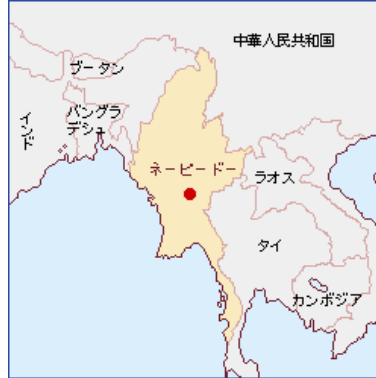 中華人民共和国
ブータン
バングラ
デシュ
インド
ネーピードー
ラオス
タイ
カンボジア